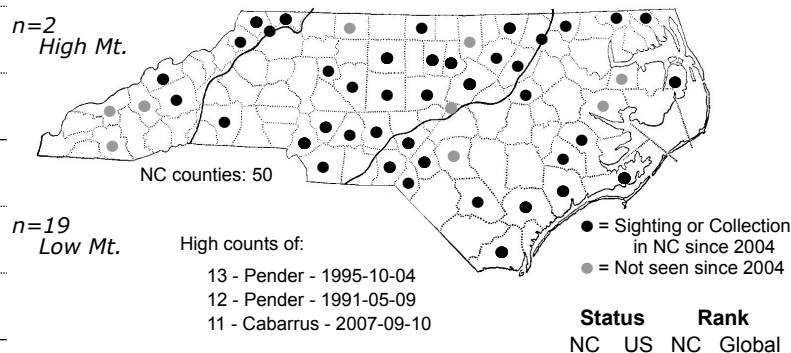 n=2
High Mt.
NC counties: 50
n=19
Low Mt.
High counts of:
13 - Pender - 1995-10-04
12 - Pender - 1991-05-09
11 - Cabarrus - 2007-09-10
= Sighting or Collection
in NC since 2004
= Not seen since 2004
Status Rank
NC US NC Global